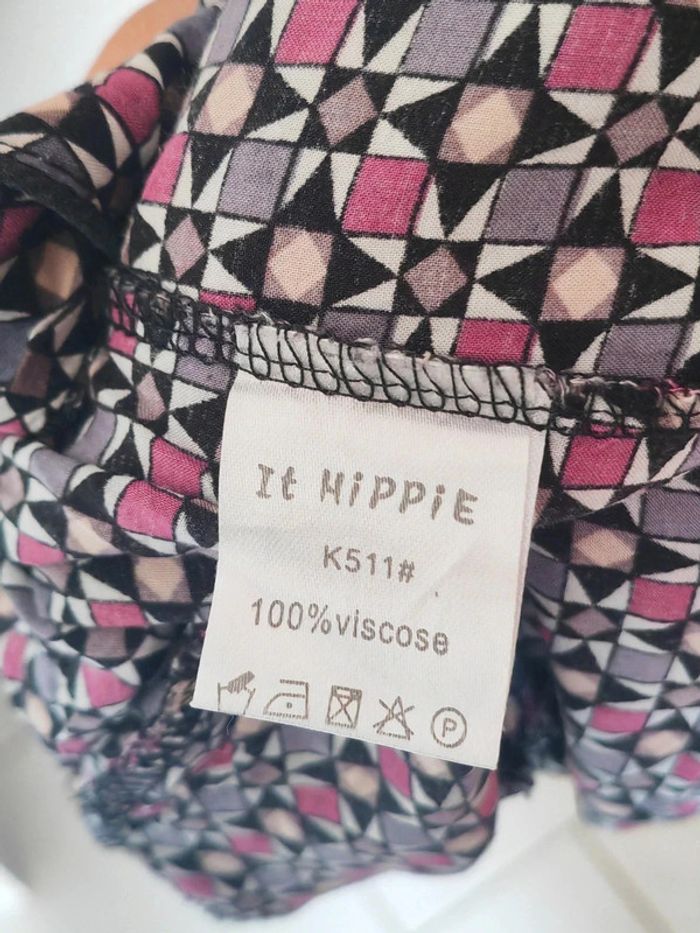 It HiPPiE
K511#
100%viscose
P